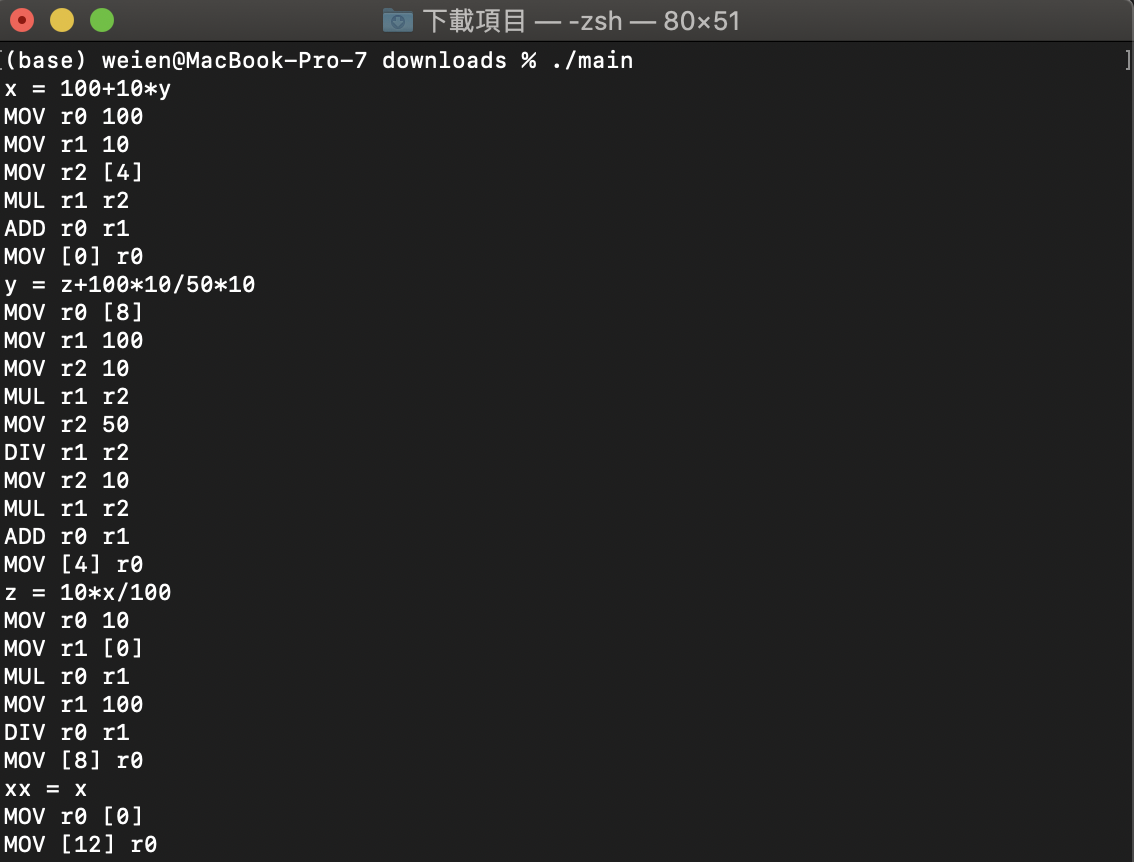 下載項目 — -zsh — 80×51
[(base) weien@MacBook-Pro-7 downloads % ./main ]
x = 100+10*y
MOV r0 100
MOV r1 10
MOV r2 [4]
MUL r1 r2
ADD r0 r1
MOV [0] r0
y = z+100*10/50*10
MOV r0 [8]
MOV r1 100
MOV r2 10
MUL r1 r2
MOV r2 50
DIV r1 r2
MOV r2 10
MUL r1 r2
ADD r0 r1
MOV [4] r0
z = 10*x/100
MOV r0 10
MOV r1 [0]
MUL r0 r1
MOV r1 100
DIV r0 r1
MOV [8] r0
xx = x
MOV r0 [0]
MOV [12] r0